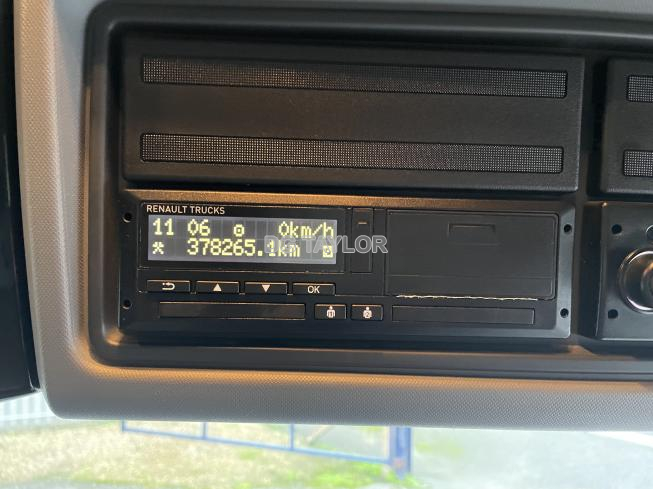 RENAULT TRUCKS
11 06 0km/h
378265.1km
TAYLOR
OK